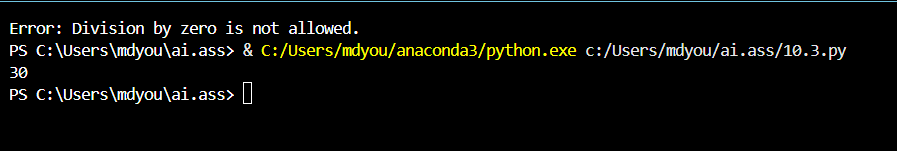 Error: Division by zero is not allowed.
PS C:\Users\mdyou\ai.ass> & C:/Users/mdyou/anaconda3/python.exe c:/Users/mdyou/ai.ass/10.3.py
30
PS C:\Users\mdyou\ai.ass>